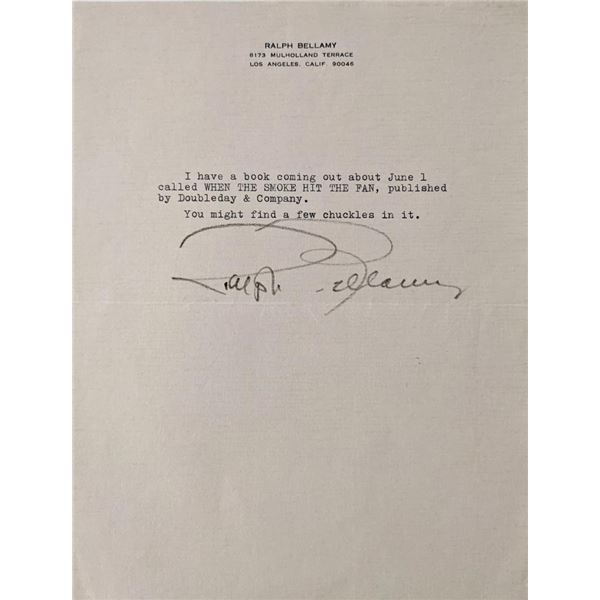 RALPH BELLAMY
8173 MULHOLLAND TERRACE
LOS ANGELES, CALIF. 90046
I have a book coming out about June 1
called WHEN THE SMOKE HIT THE FAN, published
by Doubleday & Company.
You might find a few chuckles in it.
Ralph Bellamy